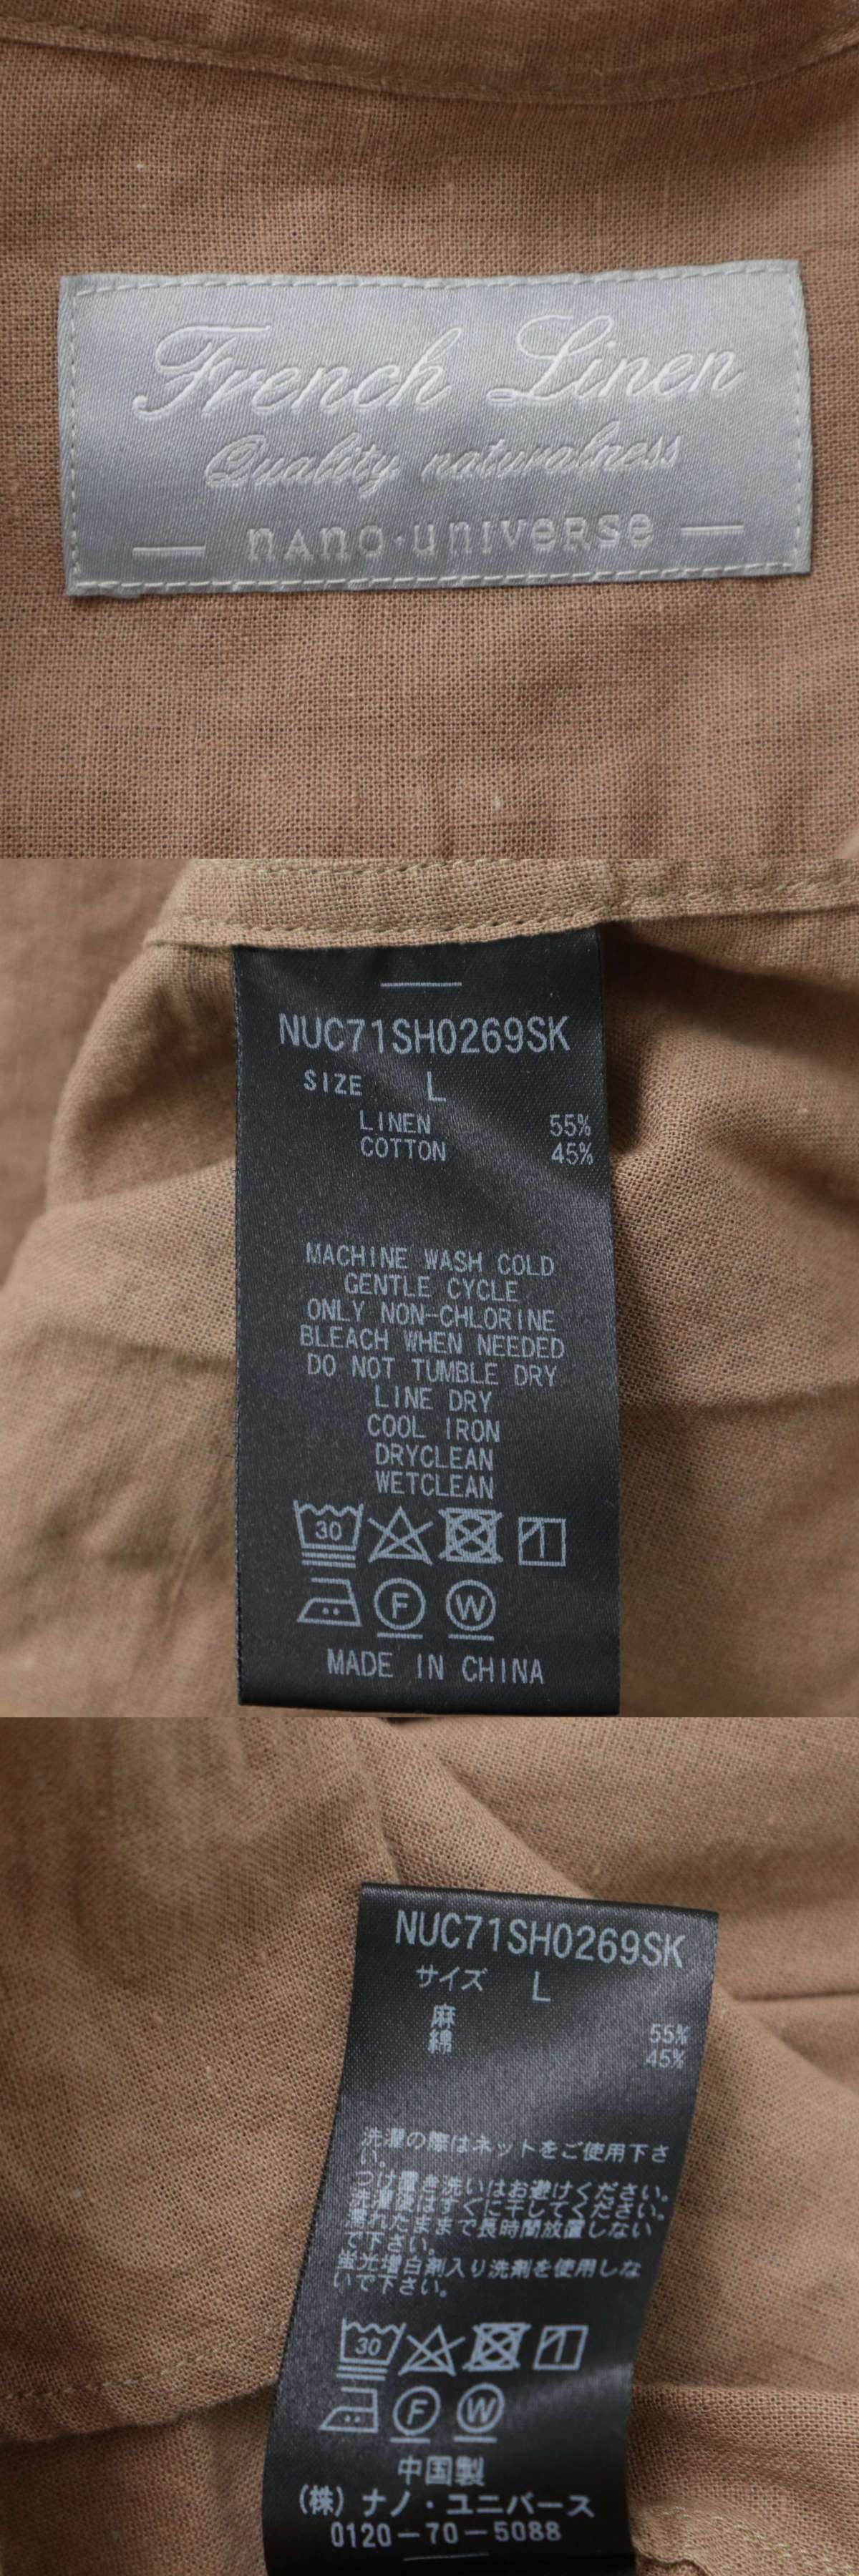 French Linen
Quality naturalness
nano·universe
NUC71SH0269SK
SIZE L
LINEN 55%
COTTON 45%
MACHINE WASH COLD
GENTLE CYCLE
ONLY NON-CHLORINE
BLEACH WHEN NEEDED
DO NOT TUMBLE DRY
LINE DRY
COOL IRON
DRYCLEAN
WETCLEAN
30
F W
MADE IN CHINA
NUC71SH0269SK
サイズ L
麻 55%
綿 45%
洗濯の際はネットをご使用下さ
い。
つけ置き洗いはお避けください。
洗濯後はすぐに干してください。
濡れたままで長時間放置しない
で下さい。
蛍光増白剤入り洗剤を使用しな
いで下さい。
30
F W
中国製
(株)ナノ・ユニバース
0120-70-5088